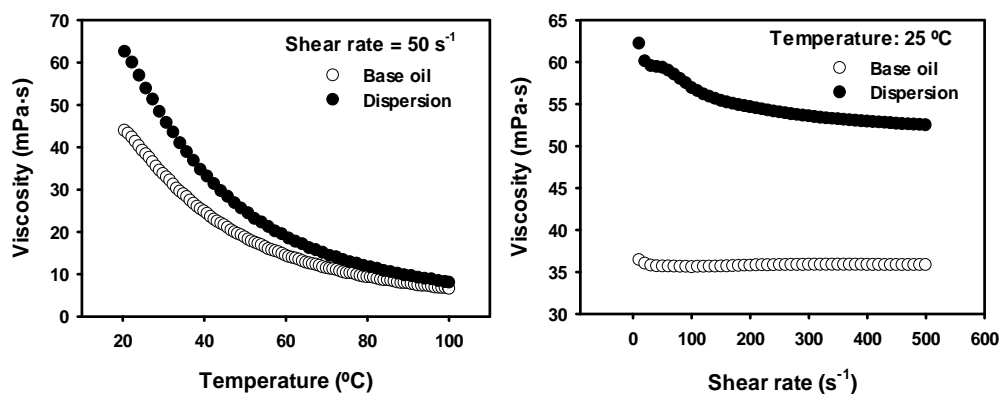 Shear rate = 50 s⁻¹
Base oil
Dispersion
Viscosity (mPa·s)
70
60
50
40
30
20
10
0
20 40 60 80 100
Temperature (ºC)
Temperature: 25 ºC
Base oil
Dispersion
Viscosity (mPa·s)
65
60
55
50
45
40
35
30
0 100 200 300 400 500 600
Shear rate (s⁻¹)